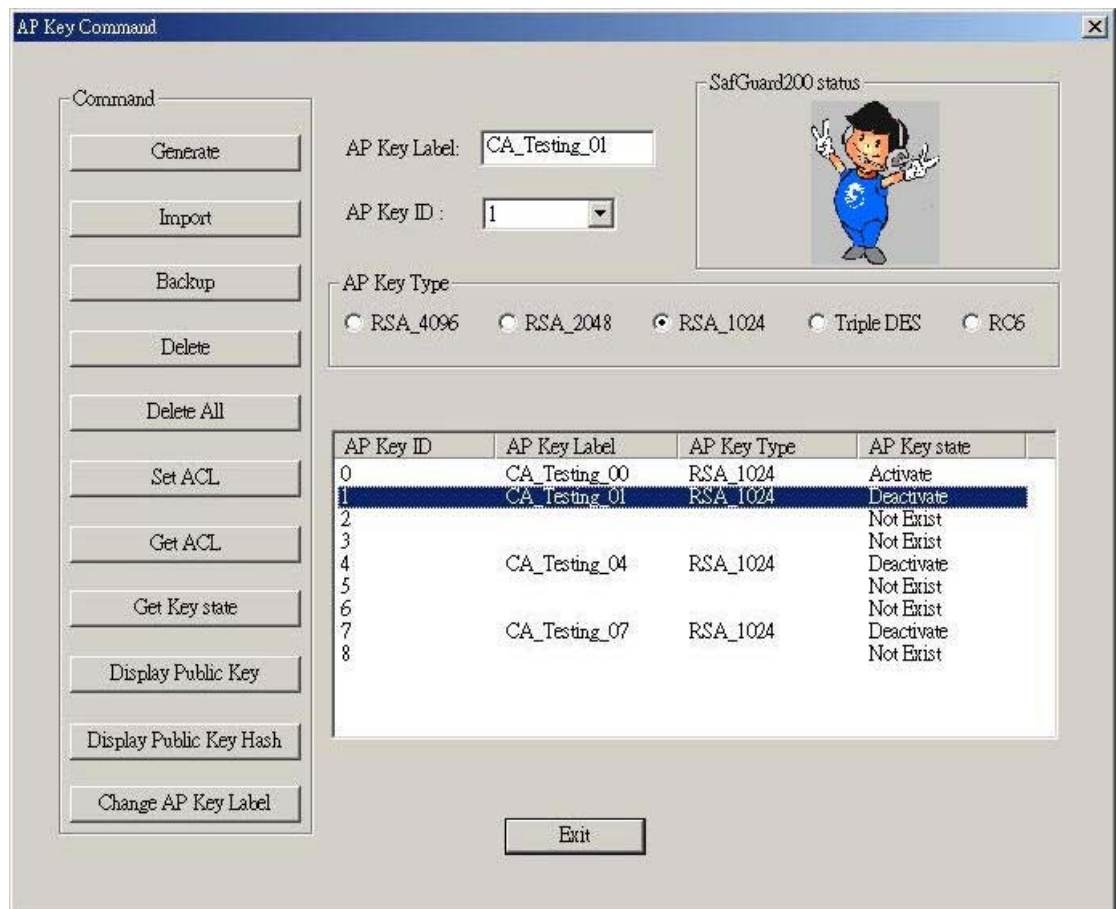 AP Key Command
Command
Generate
Import
Backup
Delete
Delete All
Set ACL
Get ACL
Get Key state
Display Public Key
Display Public Key Hash
Change AP Key Label
AP Key Label: CA_Testing_01
AP Key ID : 1
SafGuard200 status
AP Key Type
RSA_4096 RSA_2048 RSA_1024 Triple DES RC6
AP Key ID AP Key Label AP Key Type AP Key state
0 CA_Testing_00 RSA_1024 Activate
1 CA_Testing_01 RSA_1024 Deactivate
2 Not Exist
3 Not Exist
4 CA_Testing_04 RSA_1024 Deactivate
5 Not Exist
6 Not Exist
7 CA_Testing_07 RSA_1024 Deactivate
8 Not Exist
Exit